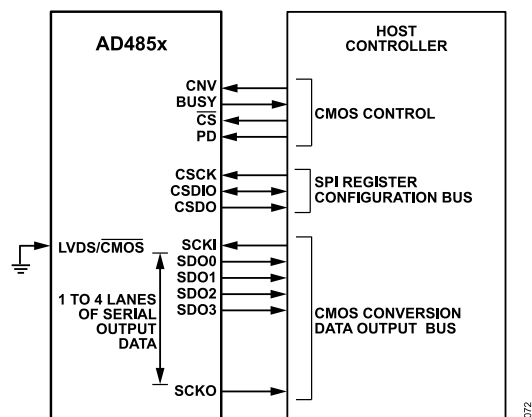 AD485x
HOST
CONTROLLER
CNV
BUSY
CS
PD
CMOS CONTROL
CSCK
CSDIO
CSDO
SPI REGISTER
CONFIGURATION BUS
LVDS/CMOS
SCKI
SDO0
SDO1
SDO2
SDO3
1 TO 4 LANES
OF SERIAL
OUTPUT
DATA
CMOS CONVERSION
DATA OUTPUT BUS
SCKO
072